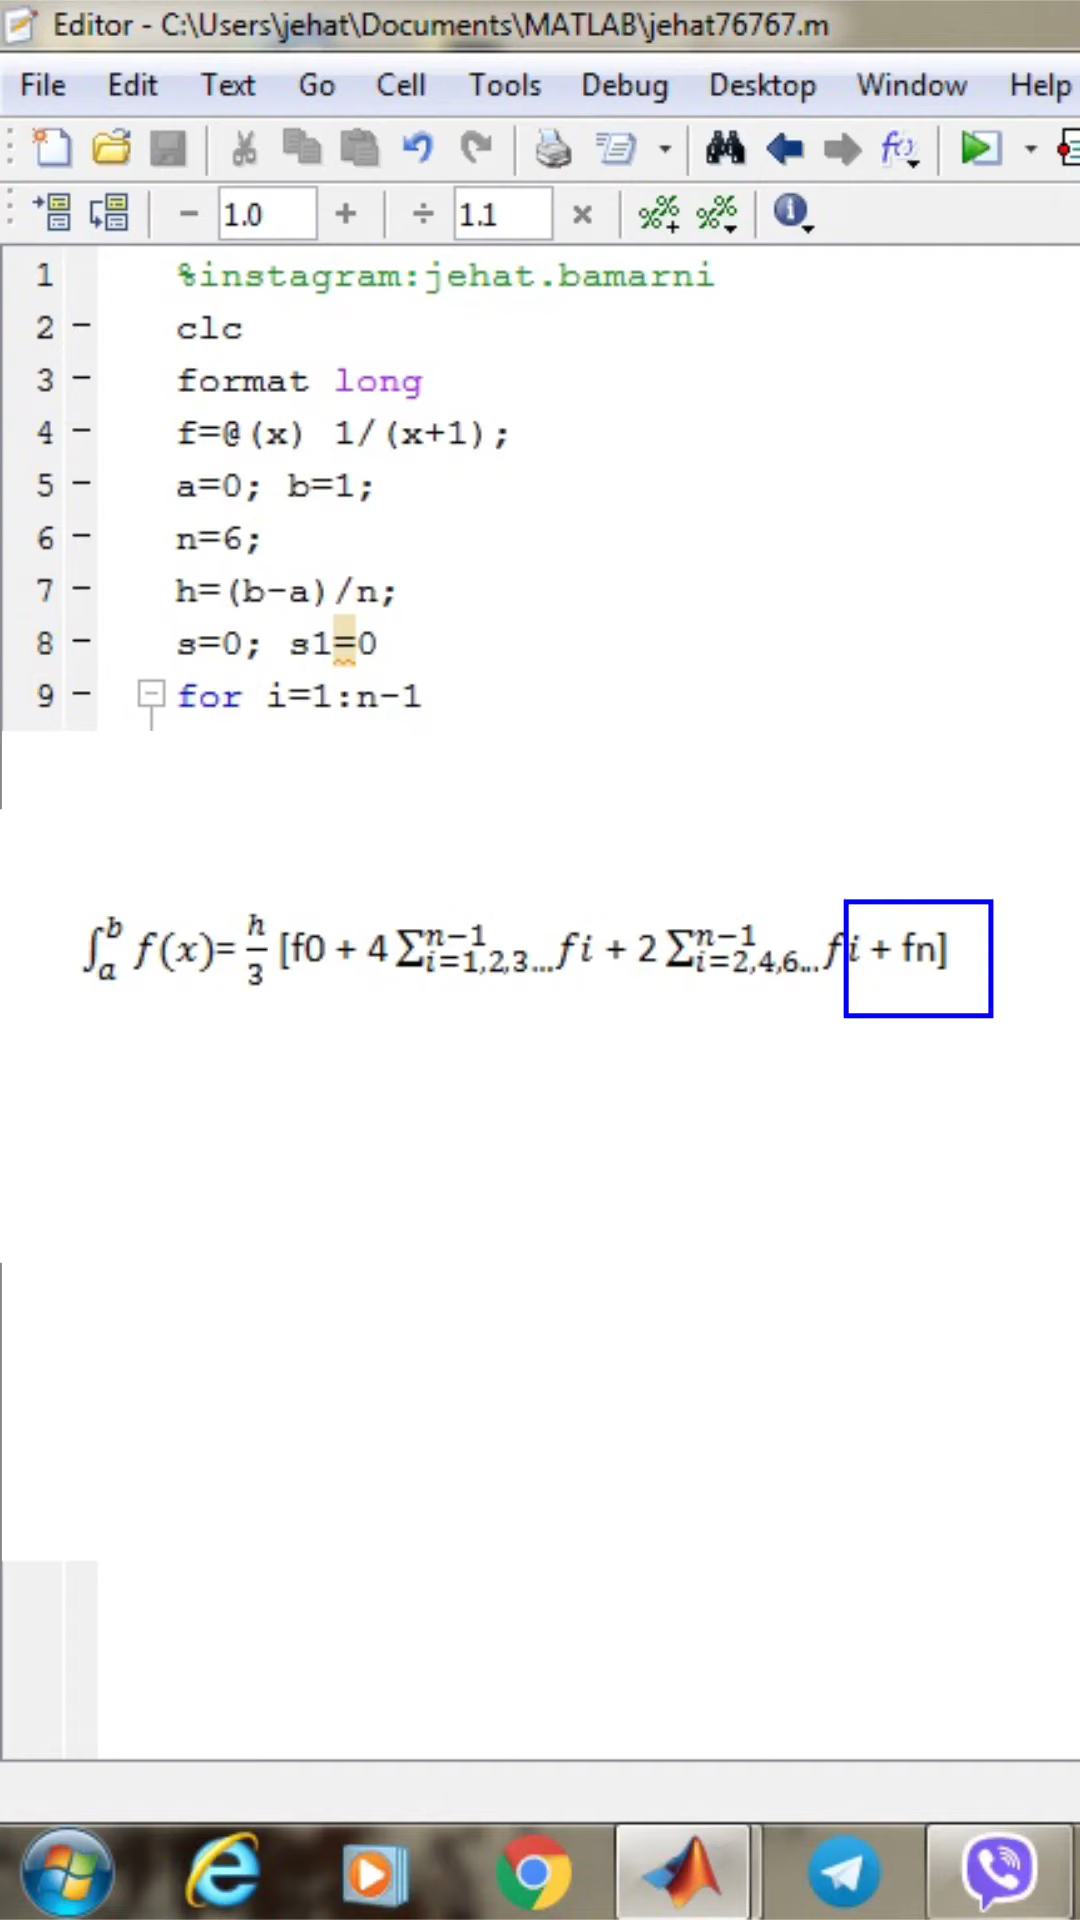 Editor - C:\Users\jehat\Documents\MATLAB\jehat76767.m
File Edit Text Go Cell Tools Debug Desktop Window Help
− 1.0 + ÷ 1.1 ×
1 %instagram:jehat.bamarni
2 − clc
3 − format long
4 − f=@(x) 1/(x+1);
5 − a=0; b=1;
6 − n=6;
7 − h=(b-a)/n;
8 − s=0; s1=0
9 − for i=1:n-1
∫_a^b f(x)= h/3 [f0 + 4 ∑_{i=1,2,3...}^{n−1} fi + 2 ∑_{i=2,4,6...}^{n−1} fi + fn]